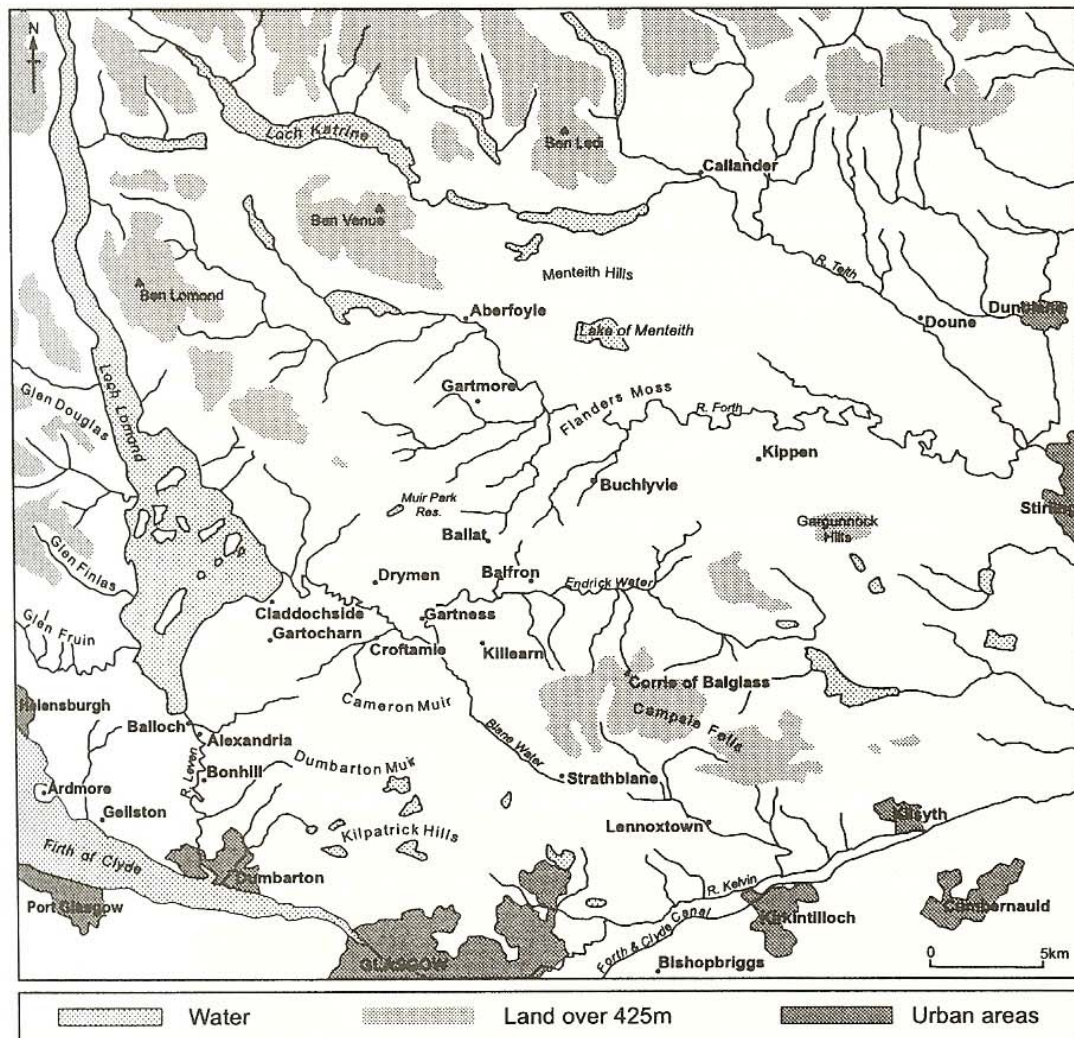 N
Loch Katrine
Ben Ledi
Callander
Ben Venue
Menteith Hills
R. Teith
Ben Lomond
Aberfoyle
Lake of Menteith
Doune
Dunblane
Loch Lomond
Glen Douglas
Gartmore
Flanders Moss
R. Forth
Kippen
Buchlyvie
Muir Park
Res.
Stirling
Gargunnock
Hills
Ballat
Glen Finlas
Drymen
Balfron
Endrick Water
Claddochside
Gartness
Glen Fruin
Gartocharn
Croftamie
Killearn
Corrie of Balglass
Helensburgh
Cameron Muir
Campsie Fells
Balloch
Alexandria
Blane Water
R. Leven
Bonhill
Dumbarton Muir
Strathblane
Ardmore
Geilston
Kilpatrick Hills
Lennoxtown
Kilsyth
Firth of Clyde
Dumbarton
R. Kelvin
Port Glasgow
Kirkintilloch
Cumbernauld
Forth & Clyde Canal
GLASGOW
Bishopbriggs
0 5km
Water Land over 425m Urban areas